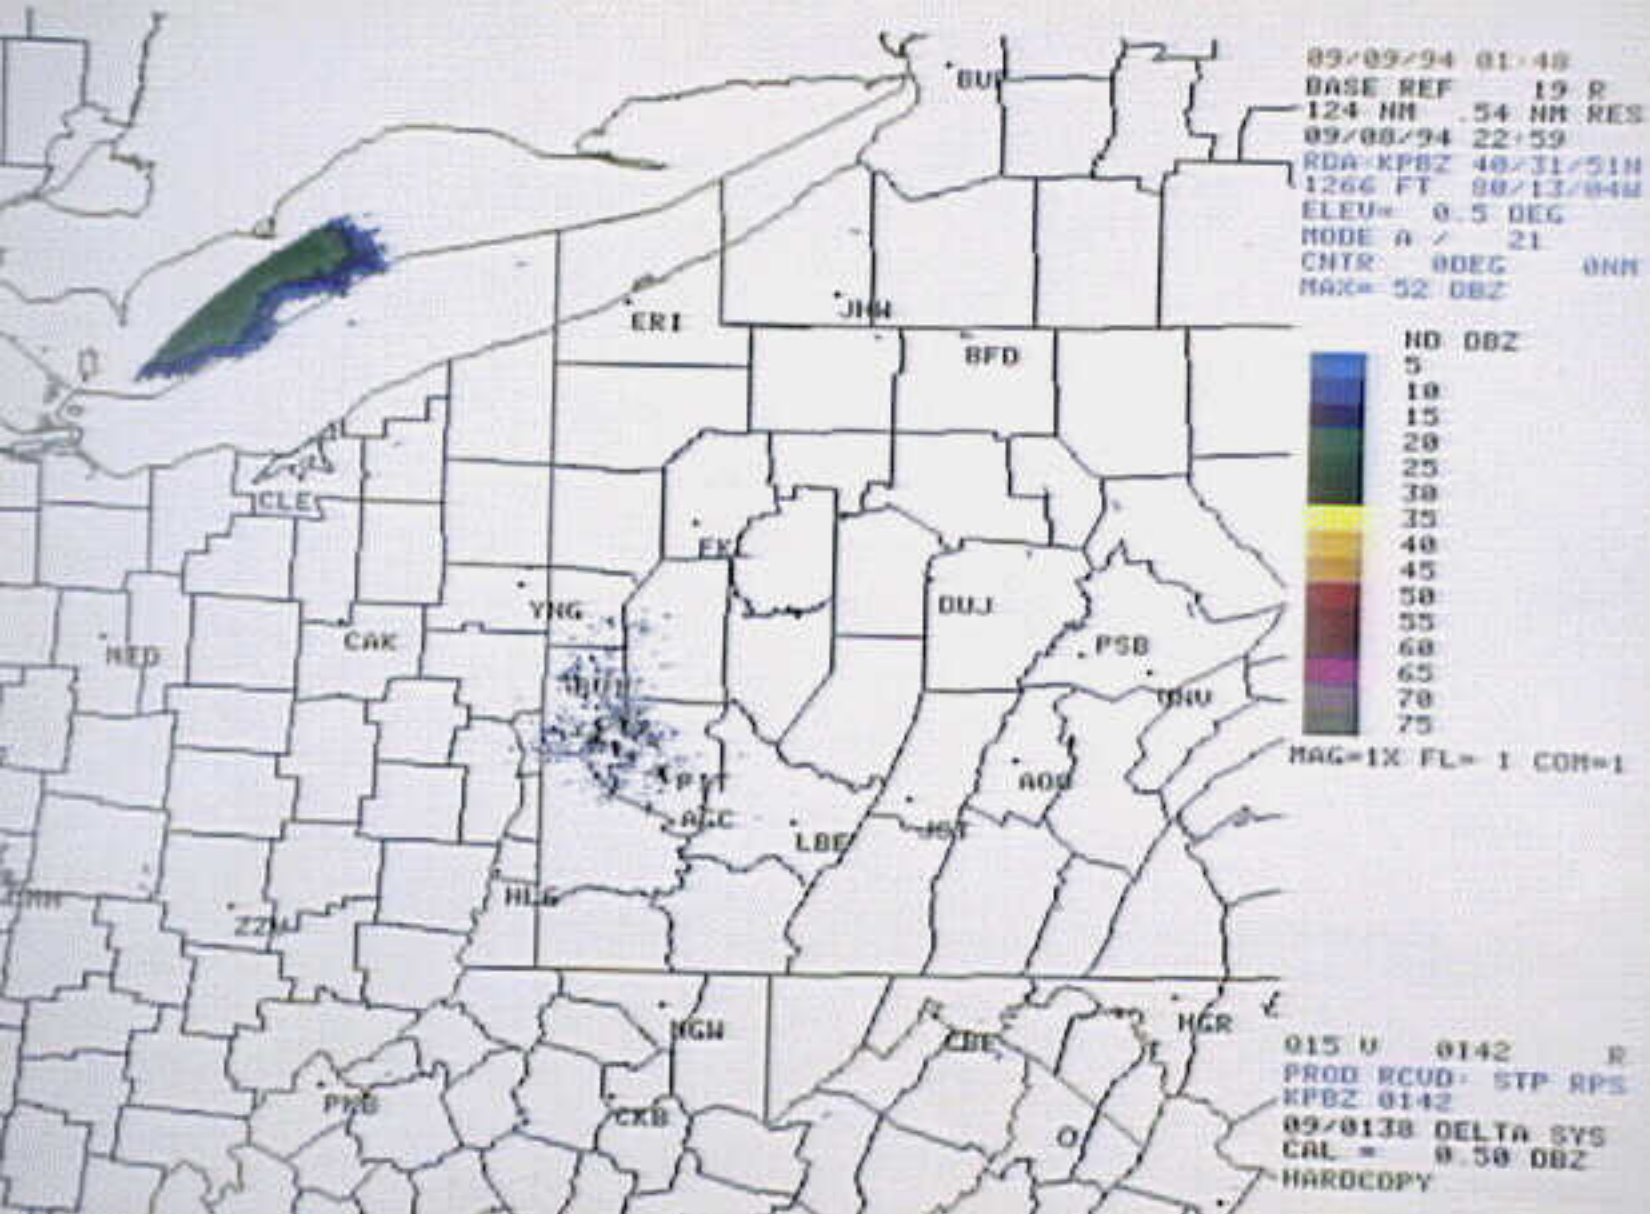 09/09/94 01:48
BASE REF 19 R
124 NM .54 NM RES
09/08/94 22:59
RDA:KPBZ 40/31/51N
1266 FT 80/13/04W
ELEV= 0.5 DEG
MODE A / 21
CNTR 0DEG 0NM
MAX= 52 DBZ
ND DBZ
5
10
15
20
25
30
35
40
45
50
55
60
65
70
75
MAG=1X FL= 1 COM=1
BUF
ERI
JHW
BFD
CLE
FKL
YNG
DUJ
CAK
PSB
UNV
PIT
AOO
AGC
LBE
JST
HLG
ZZV
MGW
HGR
CBE
PKB
CKB
Q15 U 0142 R
PROD RCVD: STP RPS
KPBZ 0142
09/0138 DELTA SYS
CAL = 0.50 DBZ
HARDCOPY